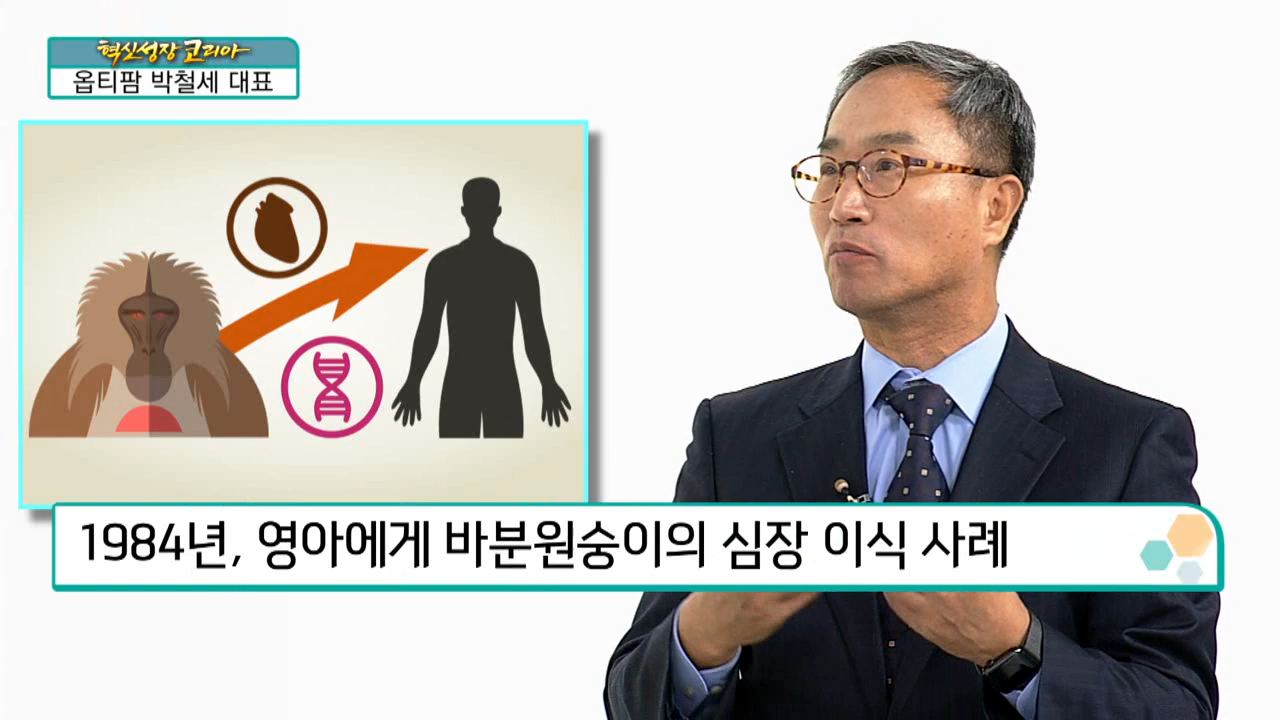 혁신성장 코리아
옵티팜 박철세 대표
1984년, 영아에게 바분원숭이의 심장 이식 사례